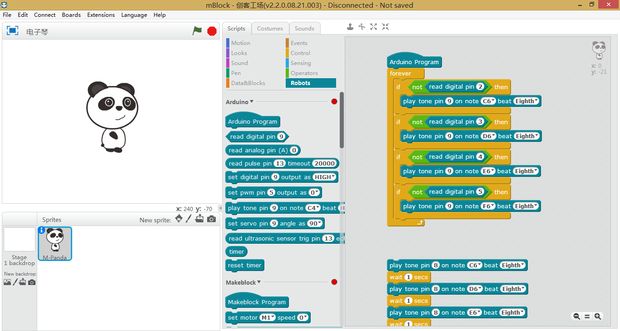 mBlock - 创客工场(v2.2.0.08.21.003) - Disconnected - Not saved
File Edit Connect Boards Extensions Language Help
电子琴
Scripts Costumes Sounds
Motion Events
Looks Control
Sound Sensing
Pen Operators
Data&Blocks Robots
Arduino
Arduino Program
read digital pin 9
read analog pin (A) 0
read pulse pin 13 timeout 20000
set digital pin 9 output as HIGH
set pwm pin 5 output as 0
play tone pin 9 on note C4 beat
set servo pin 9 angle as 90
read ultrasonic sensor trig pin 13 e
timer
reset timer
Makeblock
Makeblock Program
set motor M1 speed 0
X: 240 y: -70
Sprites New sprite:
Stage
1 backdrop
New backdrop:
M-Panda
x: 0
y: -21
Arduino Program
forever
if not read digital pin 2 then
play tone pin 9 on note C6 beat Eighth
if not read digital pin 3 then
play tone pin 9 on note D6 beat Eighth
if not read digital pin 4 then
play tone pin 9 on note E6 beat Eighth
if not read digital pin 5 then
play tone pin 9 on note F6 beat Eighth
play tone pin 8 on note C6 beat Eighth
wait 1 secs
play tone pin 8 on note D6 beat Eighth
wait 1 secs
play tone pin 8 on note E6 beat Eighth
wait 1 secs